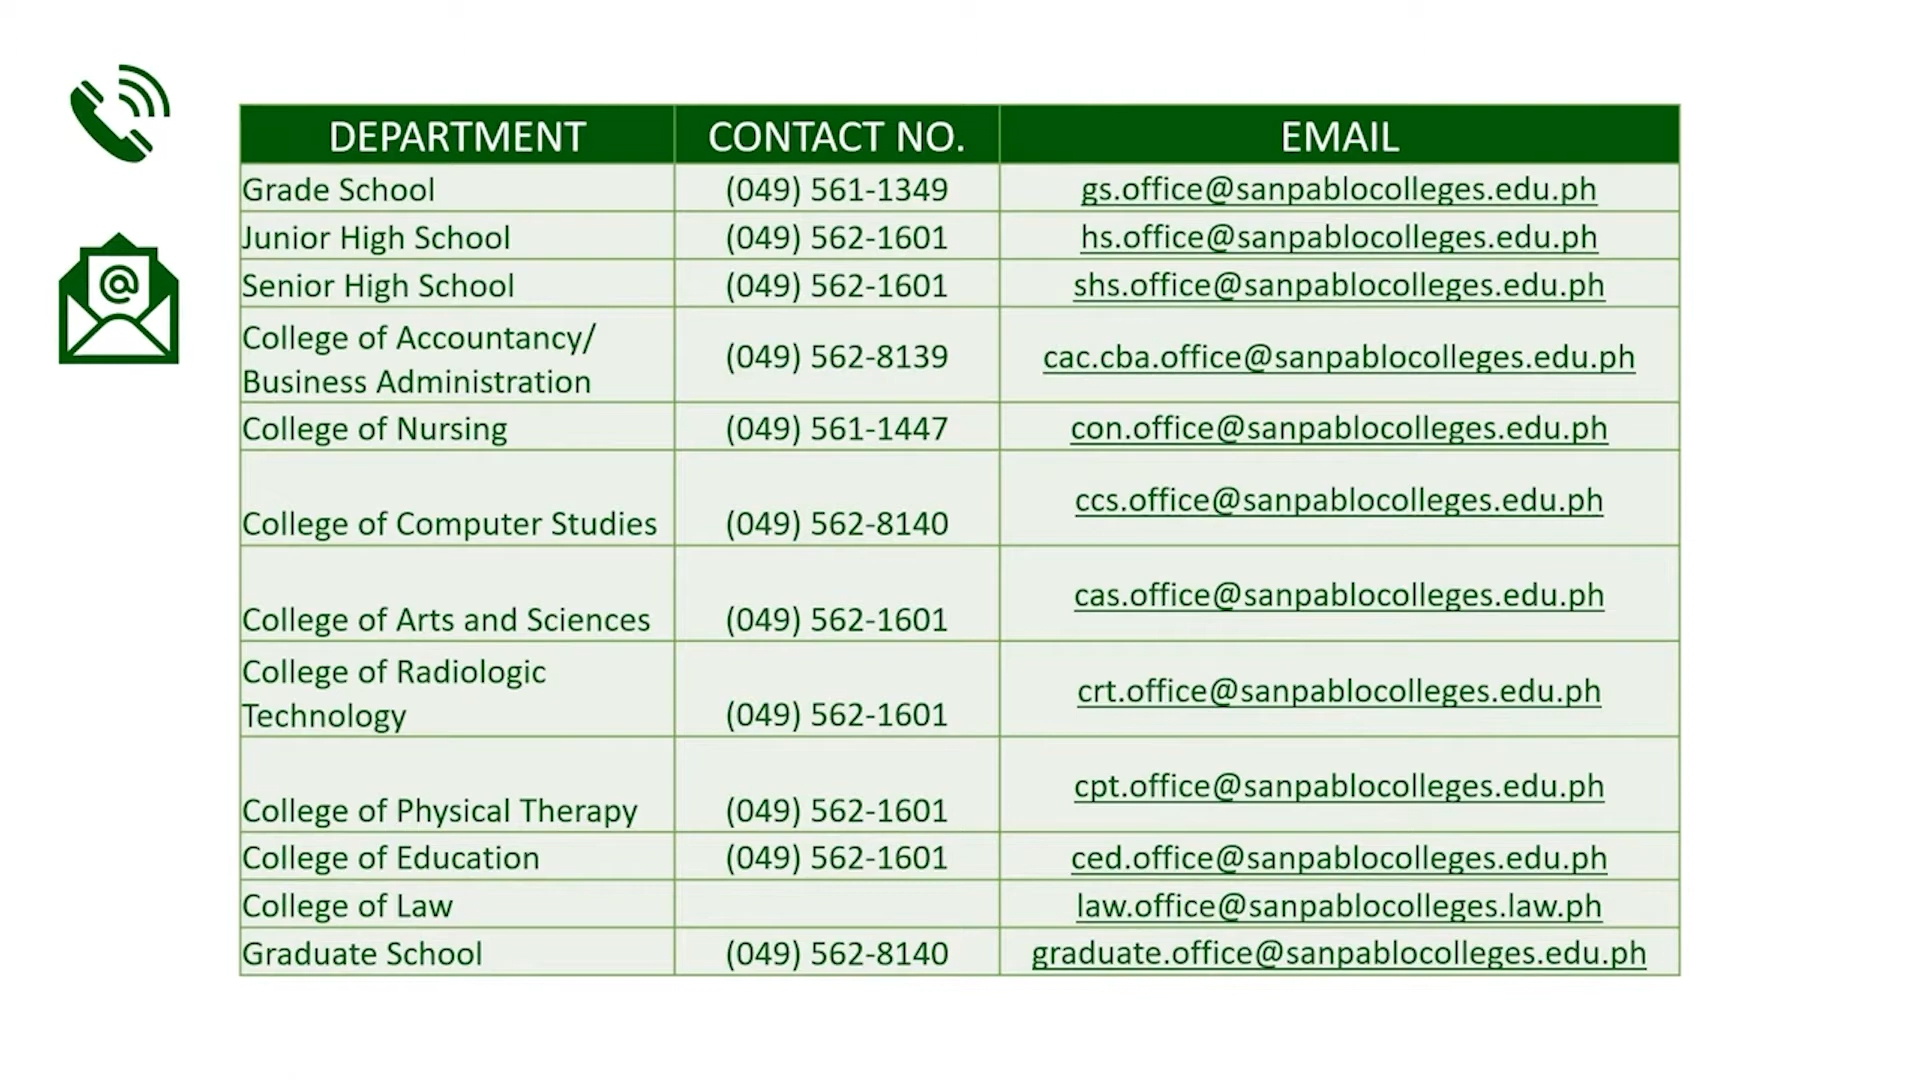 DEPARTMENT CONTACT NO. EMAIL
Grade School (049) 561-1349 gs.office@sanpablocolleges.edu.ph
Junior High School (049) 562-1601 hs.office@sanpablocolleges.edu.ph
Senior High School (049) 562-1601 shs.office@sanpablocolleges.edu.ph
College of Accountancy/
Business Administration (049) 562-8139 cac.cba.office@sanpablocolleges.edu.ph
College of Nursing (049) 561-1447 con.office@sanpablocolleges.edu.ph
College of Computer Studies (049) 562-8140 ccs.office@sanpablocolleges.edu.ph
College of Arts and Sciences (049) 562-1601 cas.office@sanpablocolleges.edu.ph
College of Radiologic
Technology (049) 562-1601 crt.office@sanpablocolleges.edu.ph
College of Physical Therapy (049) 562-1601 cpt.office@sanpablocolleges.edu.ph
College of Education (049) 562-1601 ced.office@sanpablocolleges.edu.ph
College of Law law.office@sanpablocolleges.law.ph
Graduate School (049) 562-8140 graduate.office@sanpablocolleges.edu.ph